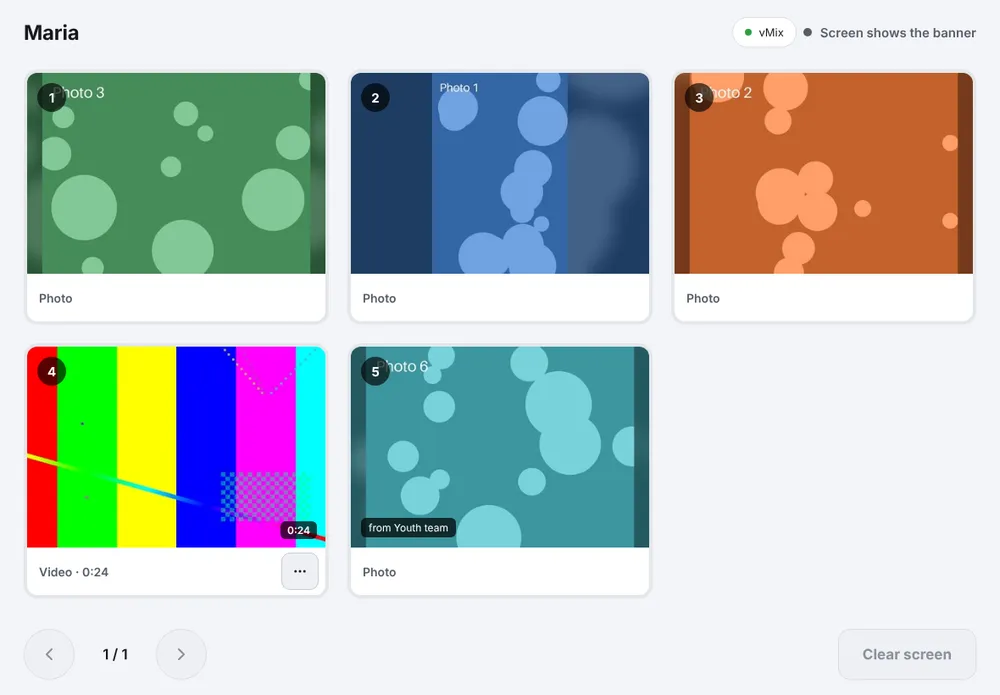 Maria
vMix
Screen shows the banner
1
Photo 3
2
Photo 1
3
Photo 2
Photo
Photo
Photo
4
0:24
5
Photo 6
from Youth team
Video · 0:24
...
Photo
1 / 1
Clear screen